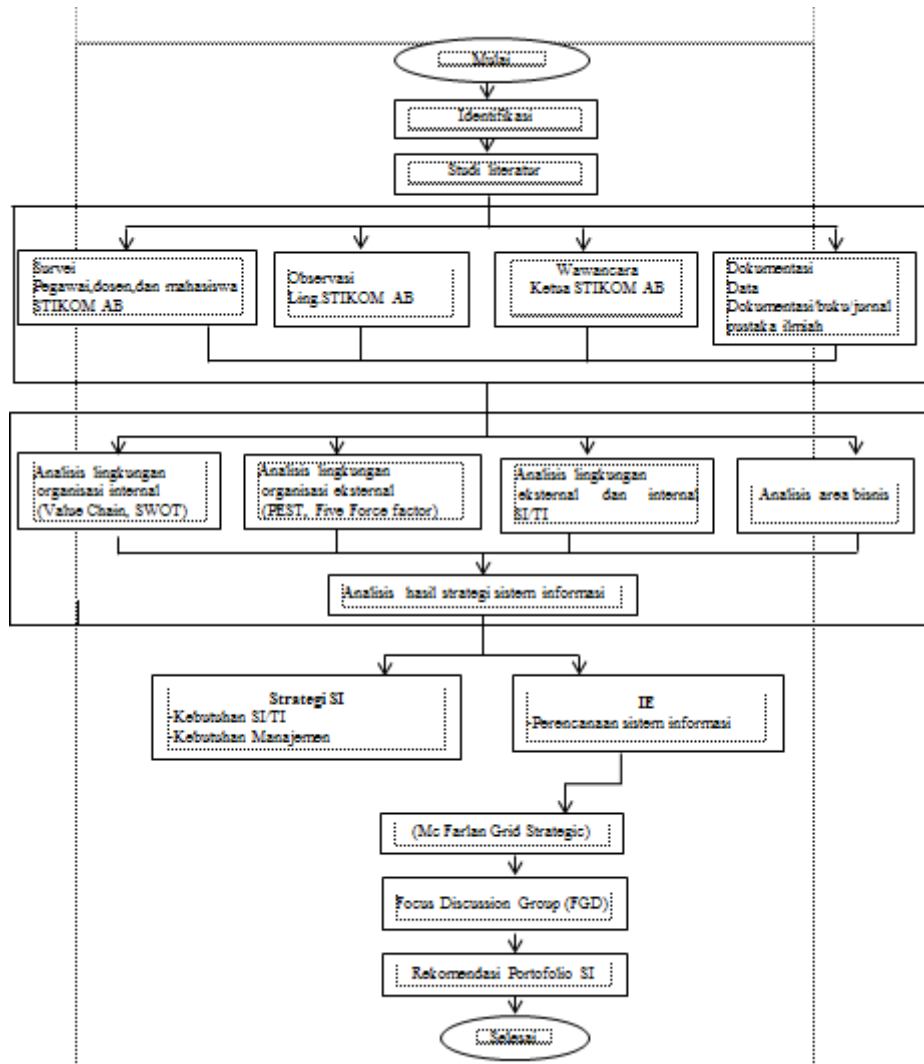 Mulai
Identifikasi
Studi literatur
Survei
Pegawai,dosen,dan mahasiswa
STIKOM AB
Observasi
Ling.STIKOM AB
Wawancara
Ketua STIKOM AB
Dokumentasi
Data
Dokumentasi/buku/jurnal
pustaka ilmiah
Analisis lingkungan
organisasi internal
(Value Chain, SWOT)
Analisis lingkungan
organisasi eksternal
(PEST, Five Force factor)
Analisis lingkungan
eksternal dan internal
SI/TI
Analisis area bisnis
Analisis hasil strategi sistem informasi
Strategi SI
-Kebutuhan SI/TI
-Kebutuhan Manajemen
IE
-Perencanaan sistem informasi
(Mc Farlan Grid Strategic)
Focus Discussion Group (FGD)
Rekomendasi Portofolio SI
Selesai